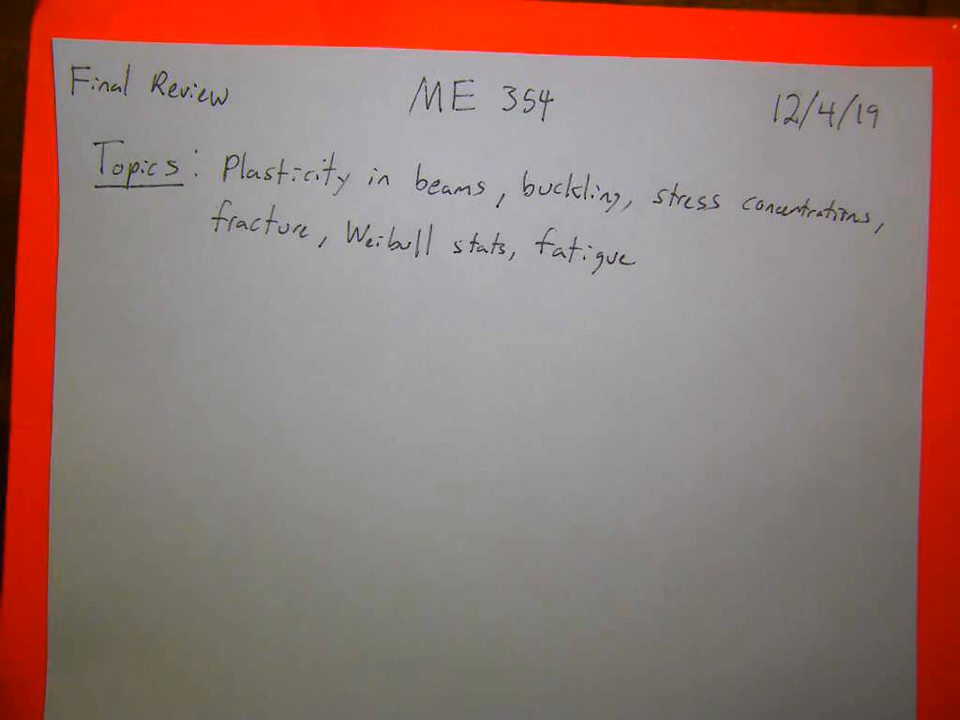 Final Review ME 354 12/4/19
Topics: Plasticity in beams, buckling, stress concentrations,
fracture, Weibull stats, fatigue